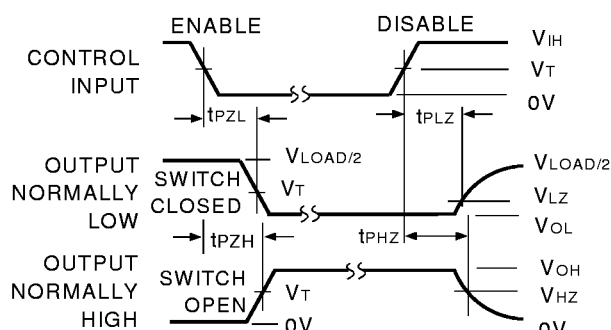 ENABLE
DISABLE
CONTROL
INPUT
VIH
VT
0V
tPZL
tPLZ
OUTPUT
NORMALLY
LOW
SWITCH
CLOSED
VLOAD/2
VT
VLOAD/2
VLZ
VOL
tPZH
tPHZ
OUTPUT
NORMALLY
HIGH
SWITCH
OPEN
VT
0V
VOH
VHZ
0V